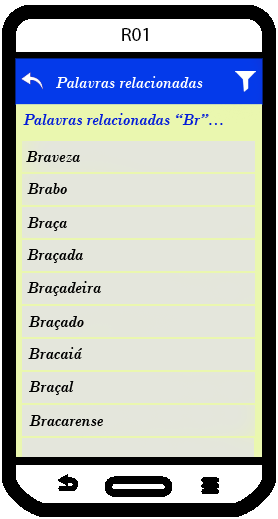 R01
Palavras relacionadas
Palavras relacionadas “Br”...
Braveza
Brabo
Braça
Braçada
Braçadeira
Braçado
Bracaiá
Braçal
Bracarense